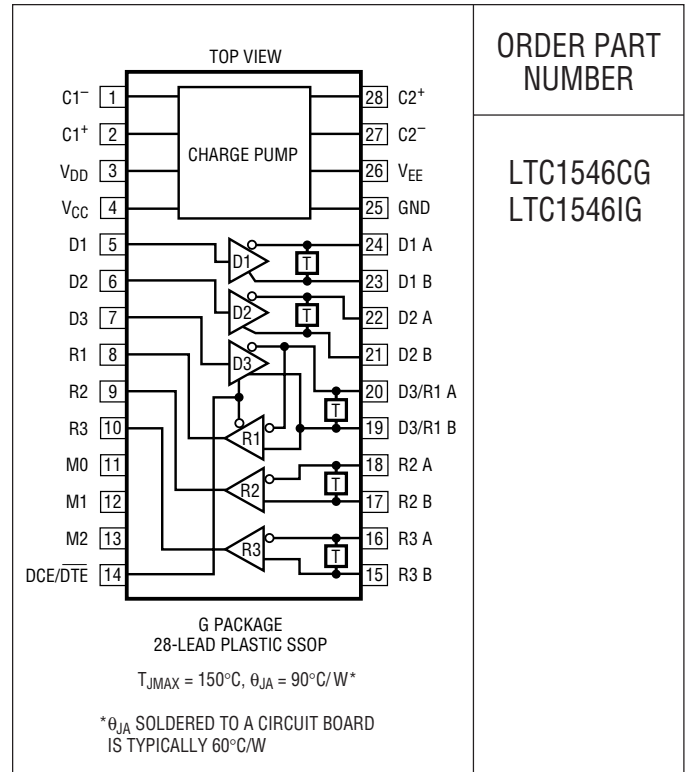 TOP VIEW
C1⁻ 1
C1⁺ 2
V_DD 3
V_CC 4
D1 5
D2 6
D3 7
R1 8
R2 9
R3 10
M0 11
M1 12
M2 13
DCE/D̅T̅E̅ 14
CHARGE PUMP
D1
T
D2
T
D3
T
R1
R2
T
R3
T
28 C2⁺
27 C2⁻
26 V_EE
25 GND
24 D1 A
23 D1 B
22 D2 A
21 D2 B
20 D3/R1 A
19 D3/R1 B
18 R2 A
17 R2 B
16 R3 A
15 R3 B
G PACKAGE
28-LEAD PLASTIC SSOP
T_JMAX = 150°C, θ_JA = 90°C/W*
*θ_JA SOLDERED TO A CIRCUIT BOARD
IS TYPICALLY 60°C/W
ORDER PART
NUMBER
LTC1546CG
LTC1546IG